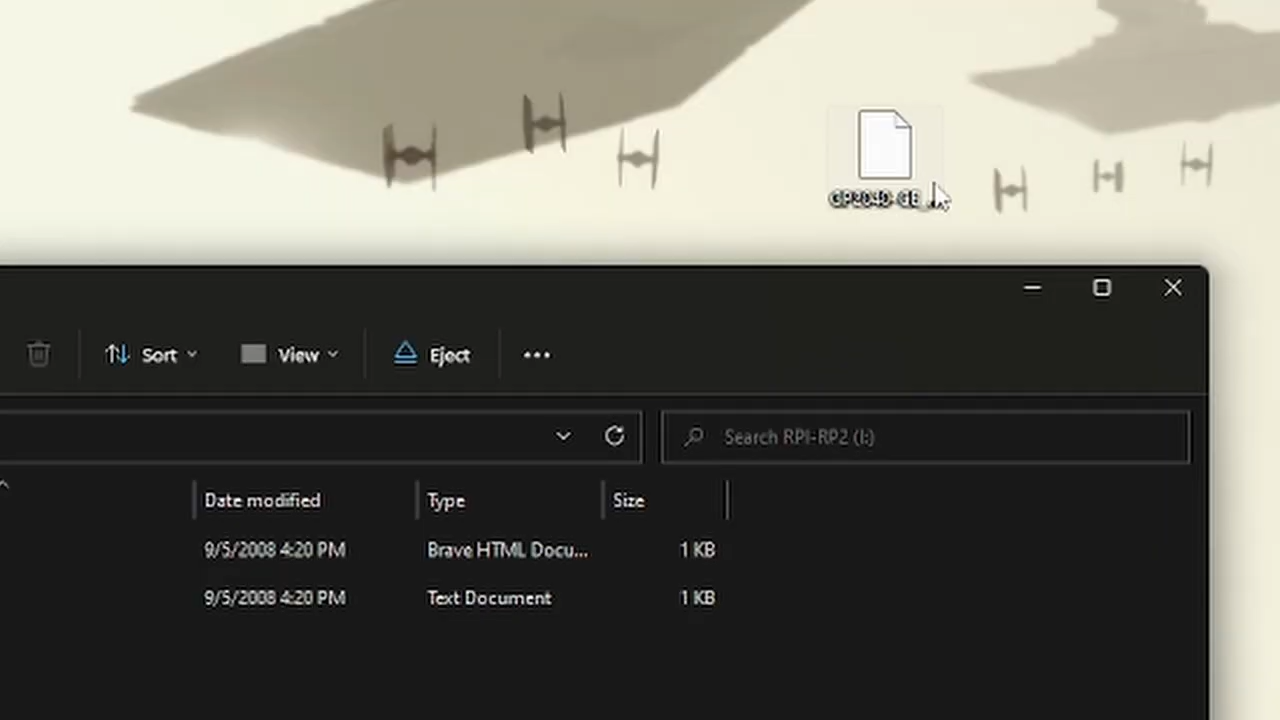 Sort
View
Eject
Search RPI-RP2 (I:)
Date modified
Type
Size
9/5/2008 4:20 PM
Brave HTML Docu...
1 KB
9/5/2008 4:20 PM
Text Document
1 KB